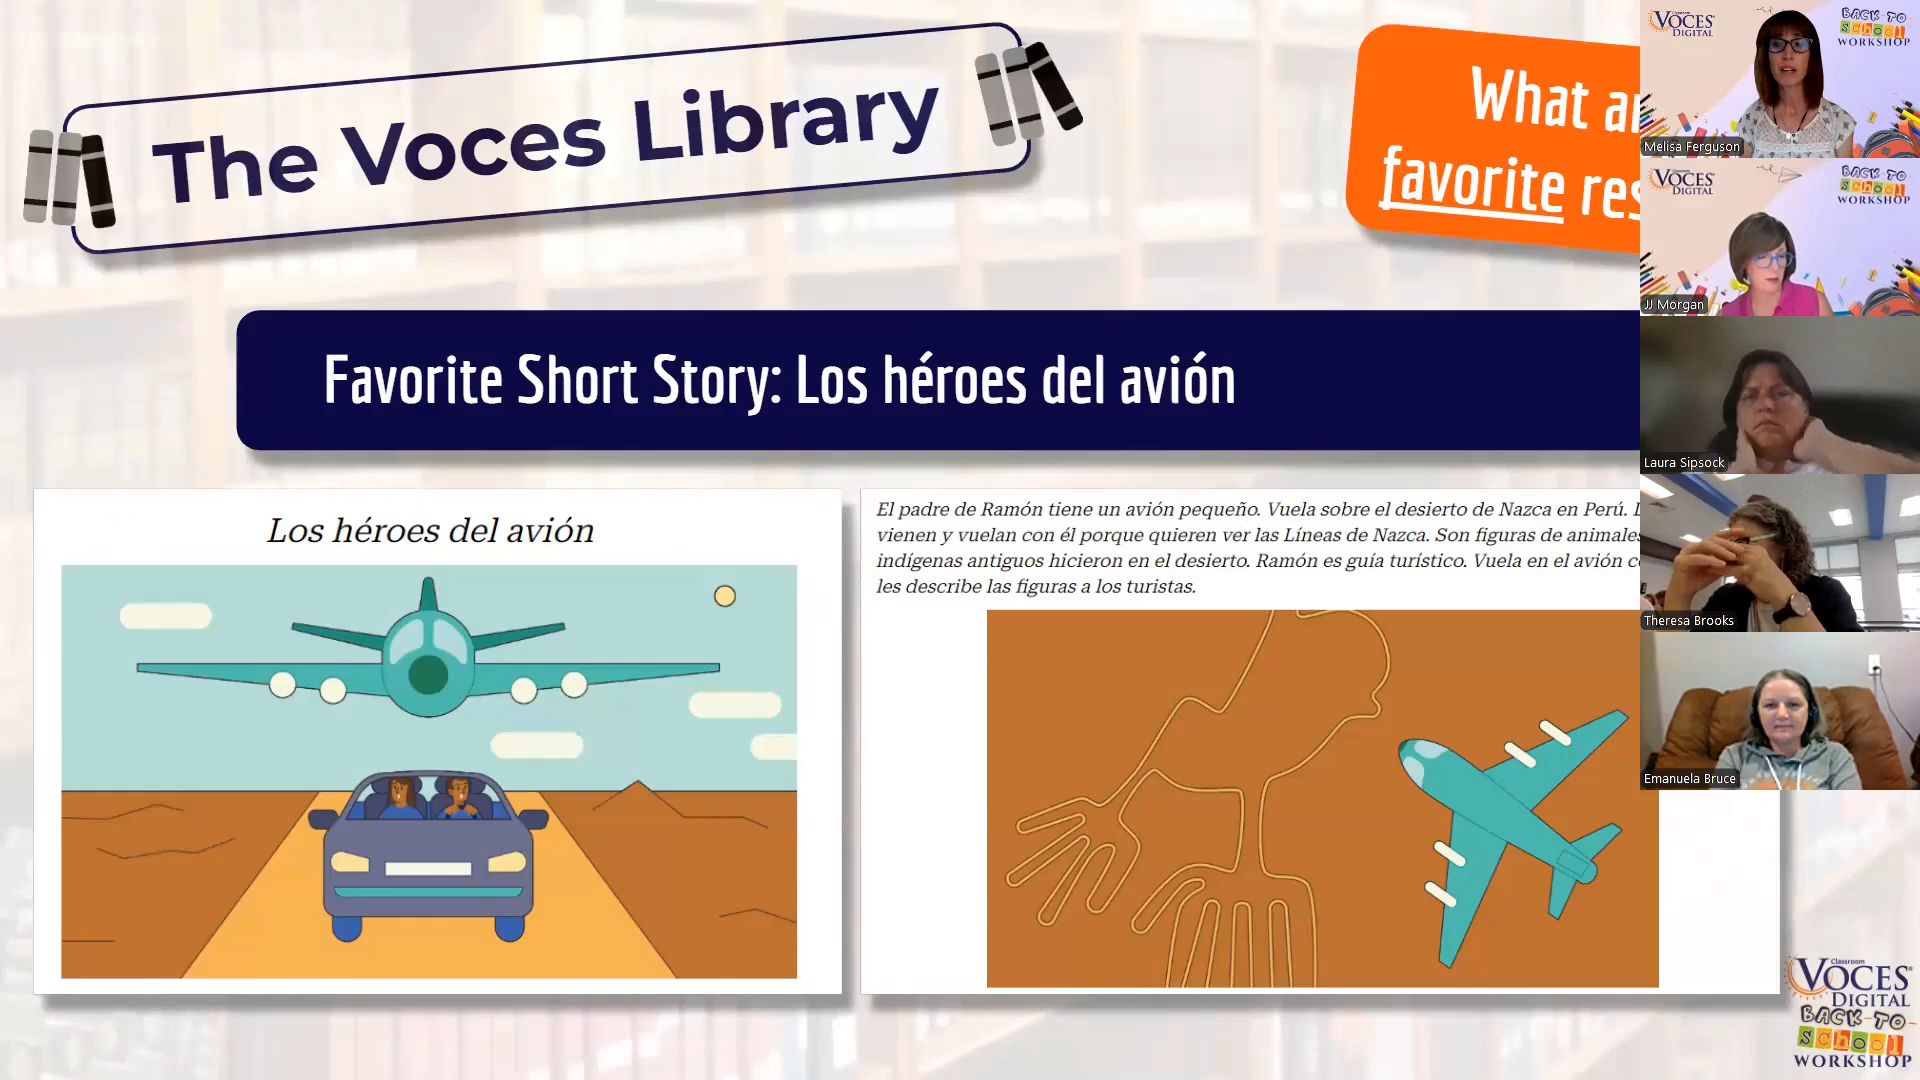 The Voces Library
What
favorite
Favorite Short Story: Los héroes del avión
Los héroes del avión
El padre de Ramón tiene un avión pequeño. Vuela sobre el desierto de Nazca en Perú.
vienen y vuelan con él porque quieren ver las Líneas de Nazca. Son figuras de animales
indígenas antiguos hicieron en el desierto. Ramón es guía turístico. Vuela en el avión
les describe las figuras a los turistas.
Classroom
VOCES
DIGITAL
BACK-TO-
School
WORKSHOP
Melisa Ferguson
VOCES
DIGITAL
BACK-TO-
School
WORKSHOP
JJ Morgan
Laura Sipsock
Theresa Brooks
Emanuela Bruce
Classroom
VOCES
DIGITAL
BACK-TO-
School
WORKSHOP